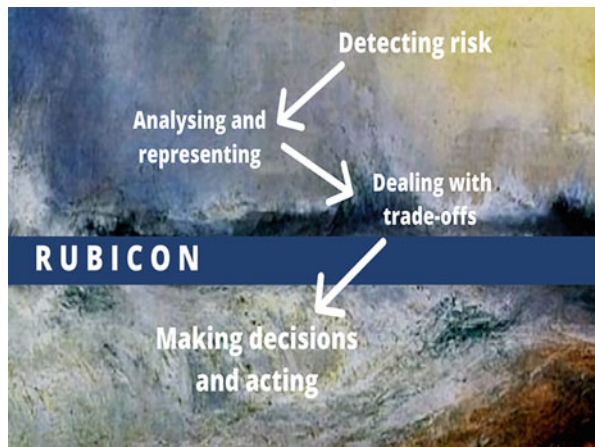 Detecting risk
Analysing and
representing
Dealing with
trade-offs
RUBICON
Making decisions
and acting